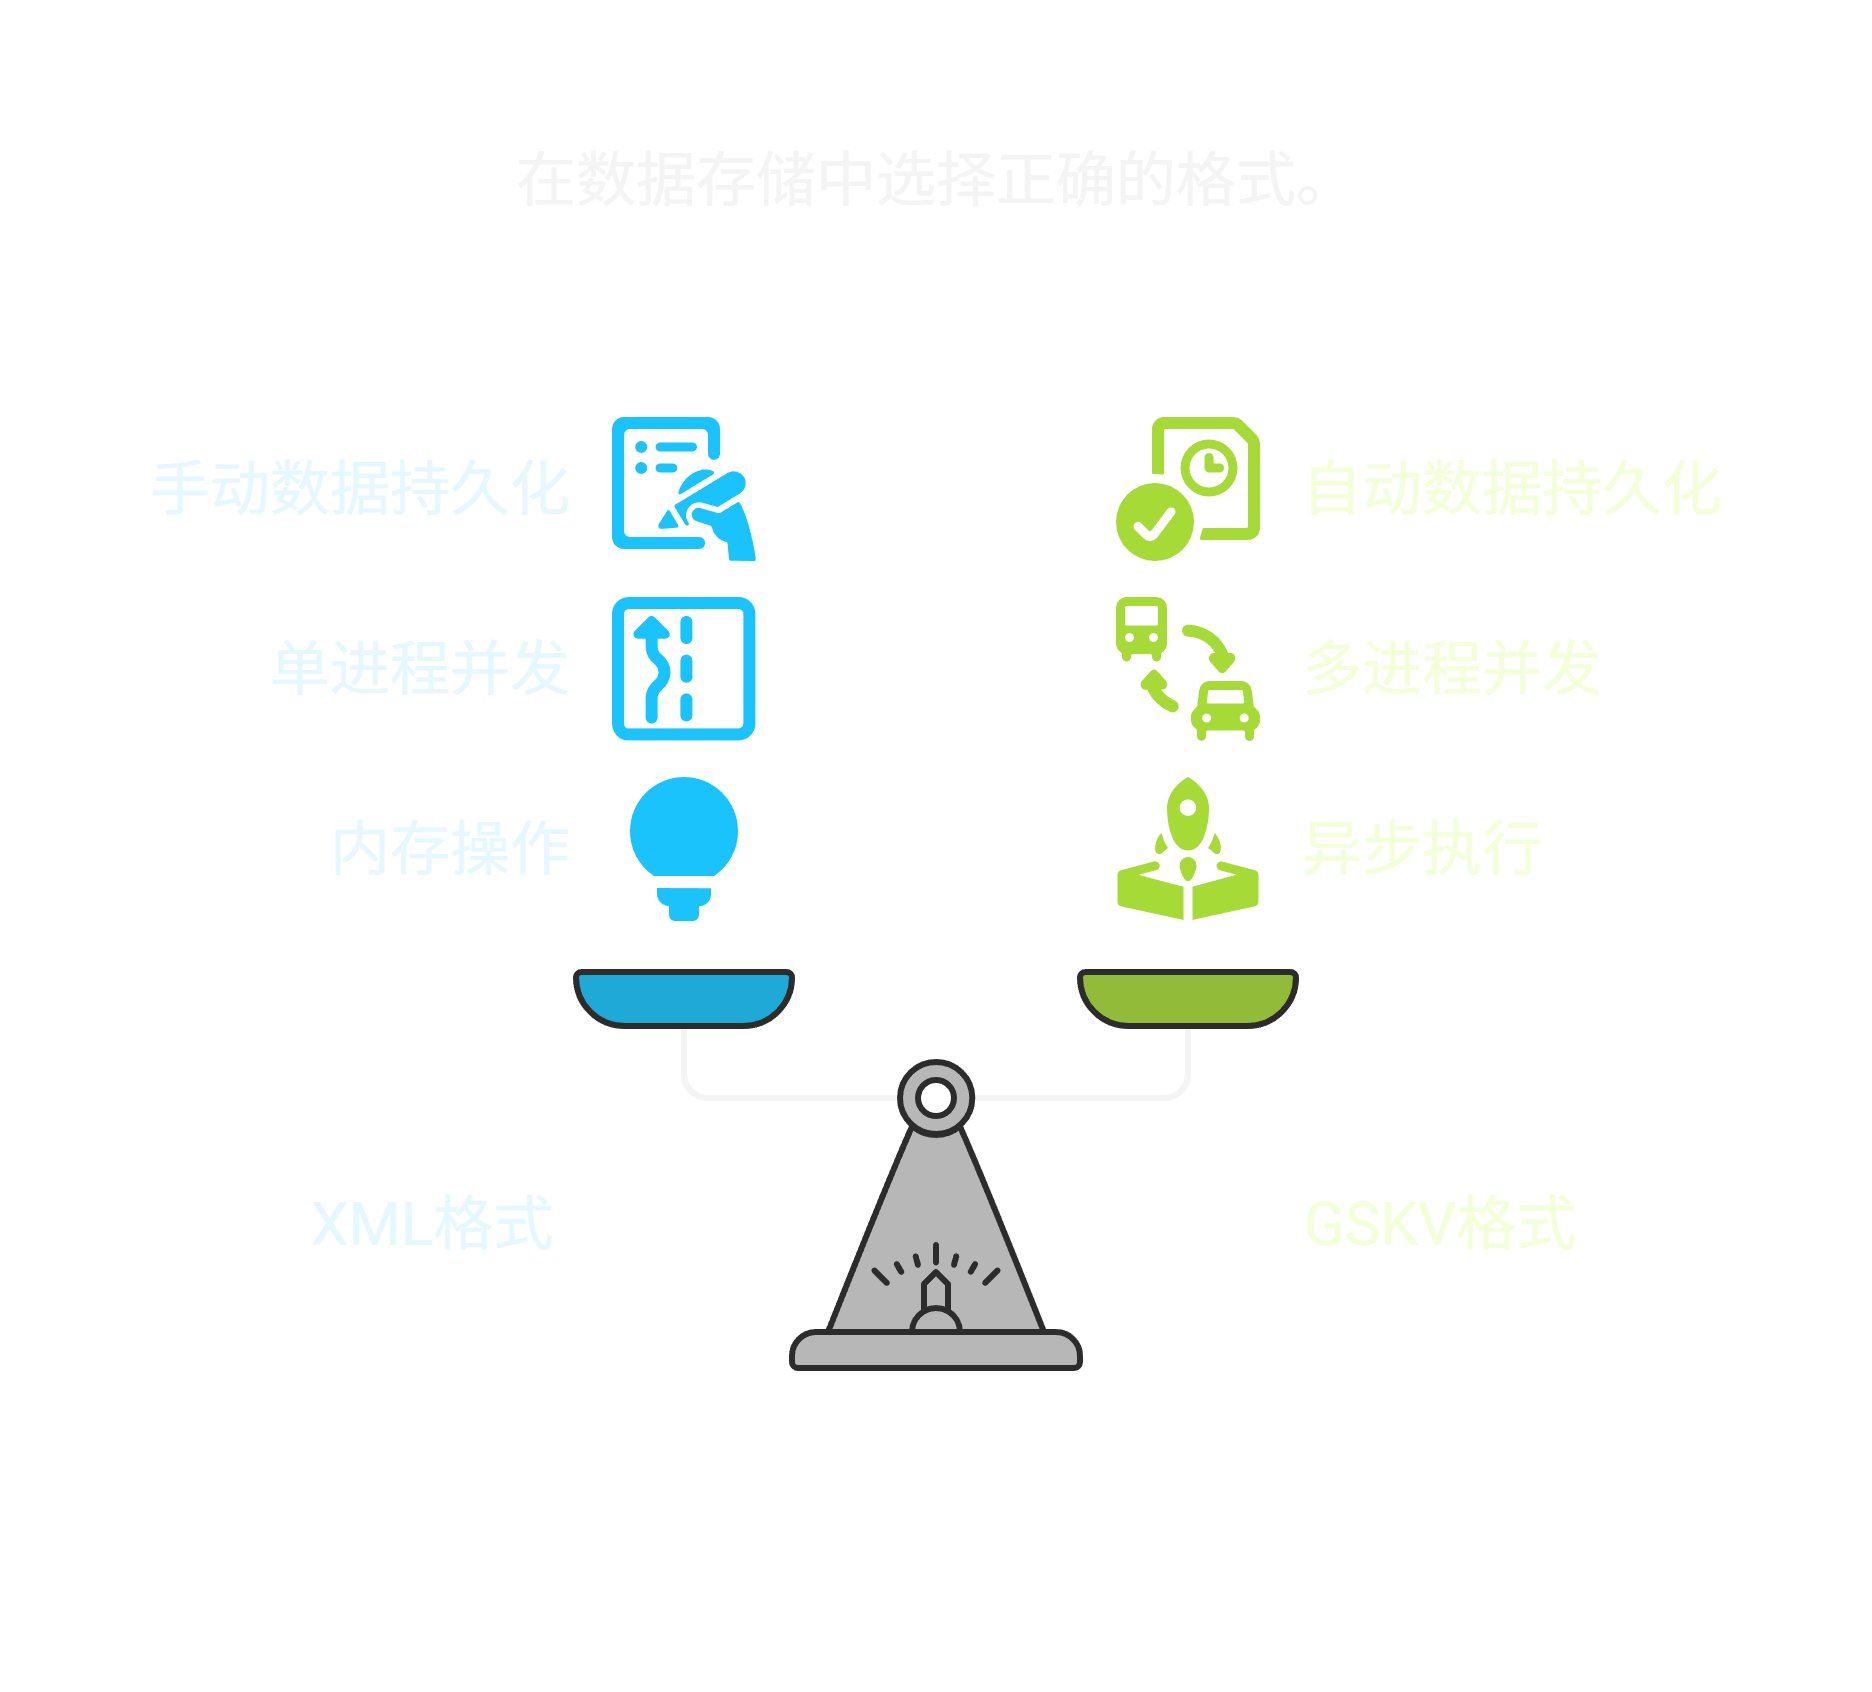 在数据存储中选择正确的格式。
手动数据持久化
自动数据持久化
单进程并发
多进程并发
内存操作
异步执行
XML格式
GSKV格式